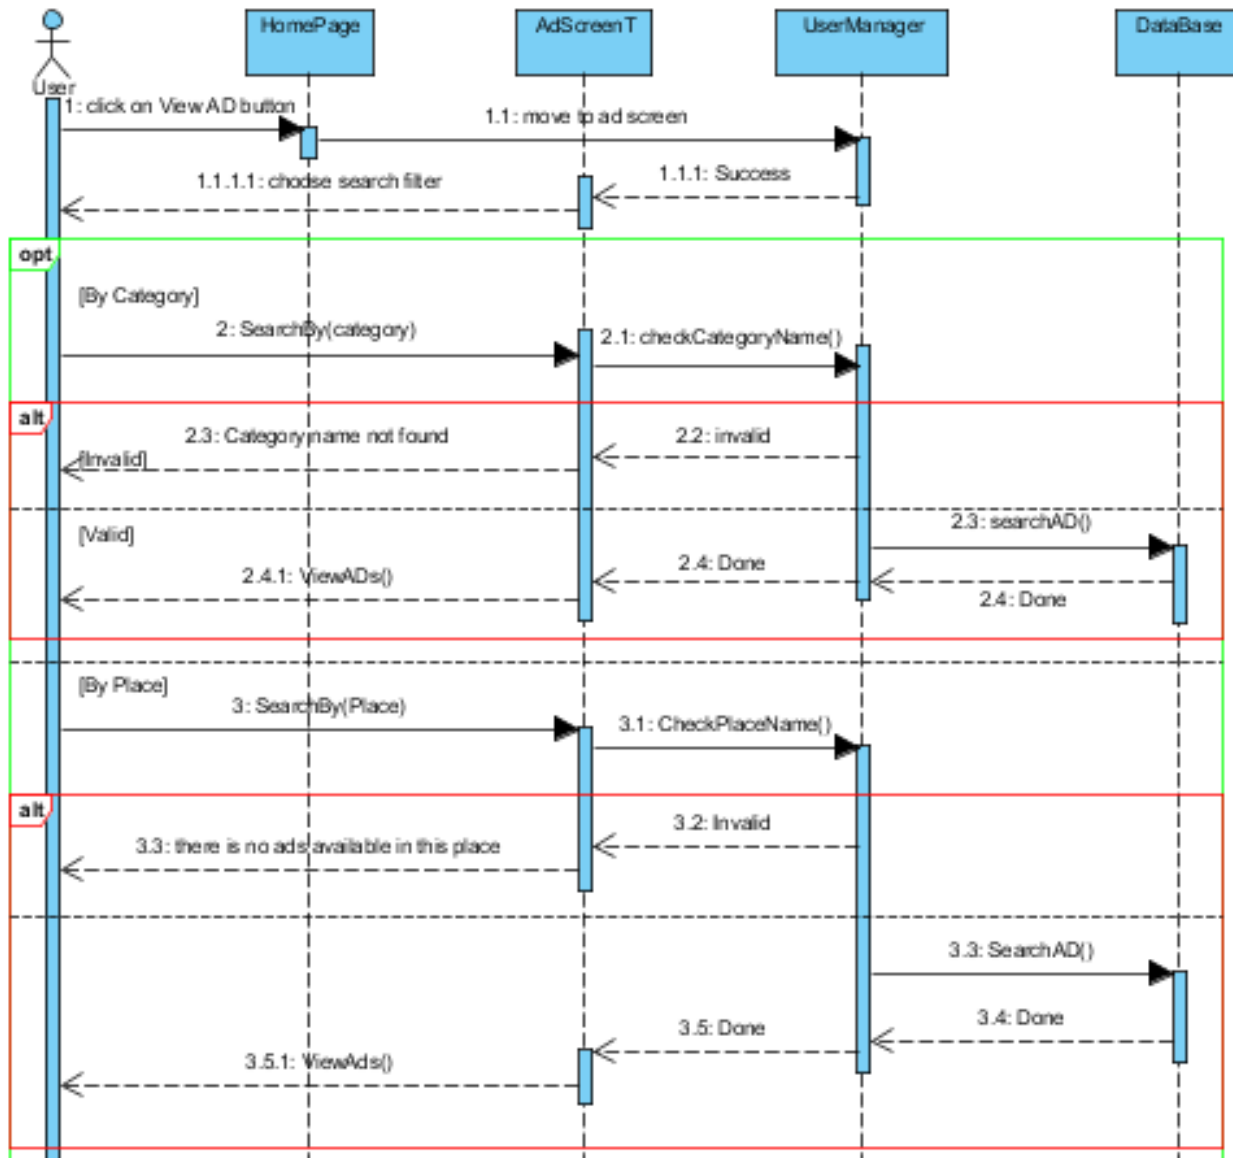 HomePage
AdScreenT
UserManager
DataBase
User
1: click on View AD button
1.1: move to ad screen
1.1.1: Success
1.1.1.1: choose search filter
opt
[By Category]
2: SearchBy(category)
2.1: checkCategoryName()
alt
2.3: Category name not found
2.2: invalid
[Invalid]
2.3: searchAD()
[Valid]
2.4: Done
2.4.1: ViewADs()
2.4: Done
[By Place]
3: SearchBy(Place)
3.1: CheckPlaceName()
alt
3.2: Invalid
3.3: there is no ads available in this place
3.3: SearchAD()
3.4: Done
3.5: Done
3.5.1: ViewAds()